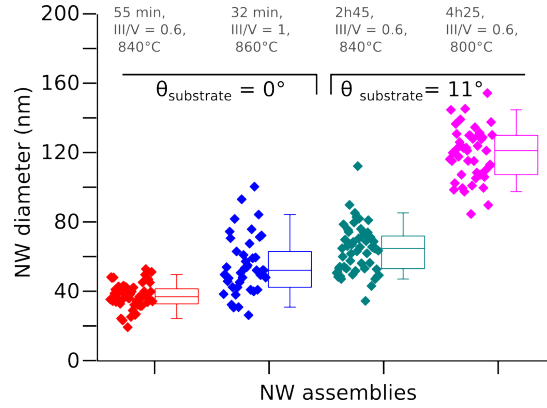 55 min,
III/V = 0.6,
840°C
32 min,
III/V = 1,
860°C
2h45,
III/V = 0.6,
840°C
4h25,
III/V = 0.6,
800°C
θsubstrate = 0°
θ substrate= 11°
NW diameter (nm)
200
160
120
80
40
0
NW assemblies